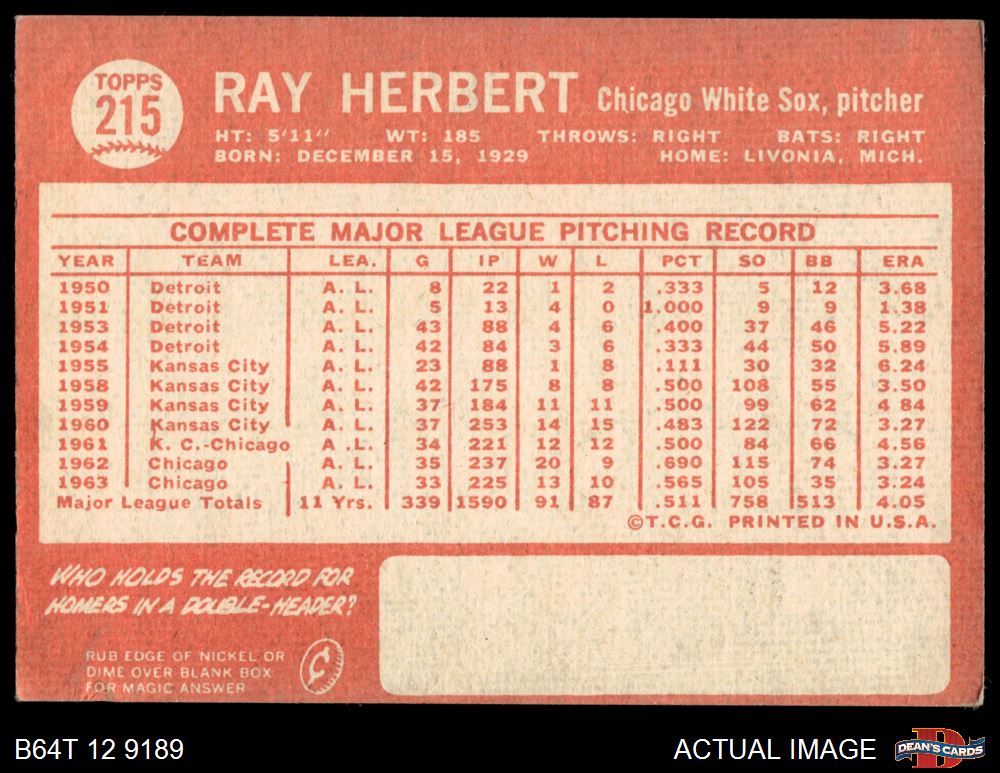 TOPPS
215
RAY HERBERT Chicago White Sox, pitcher
HT: 5'11" WT: 185 THROWS: RIGHT BATS: RIGHT
BORN: DECEMBER 15, 1929 HOME: LIVONIA, MICH.
COMPLETE MAJOR LEAGUE PITCHING RECORD
YEAR TEAM LEA. G IP W L PCT SO BB ERA
1950 Detroit A. L. 8 22 1 2 .333 5 12 3.68
1951 Detroit A. L. 5 13 4 0 1.000 9 9 1.38
1953 Detroit A. L. 43 88 4 6 .400 37 46 5.22
1954 Detroit A. L. 42 84 3 6 .333 44 50 5.89
1955 Kansas City A. L. 23 88 1 8 .111 30 32 6.24
1958 Kansas City A. L. 42 175 8 8 .500 108 55 3.50
1959 Kansas City A. L. 37 184 11 11 .500 99 62 4 84
1960 Kansas City A. L. 37 253 14 15 .483 122 72 3.27
1961 K. C.-Chicago A .L. 34 221 12 12 .500 84 66 4.56
1962 Chicago A. L. 35 237 20 9 .690 115 74 3.27
1963 Chicago A. L. 33 225 13 10 .565 105 35 3.24
Major League Totals 11 Yrs. 339 1590 91 87 .511 758 513 4.05
©T.C.G. PRINTED IN U.S.A.
WHO HOLDS THE RECORD FOR
HOMERS IN A DOUBLE-HEADER?
RUB EDGE OF NICKEL OR
DIME OVER BLANK BOX
FOR MAGIC ANSWER
B64T 12 9189 ACTUAL IMAGE DEAN'S CARDS